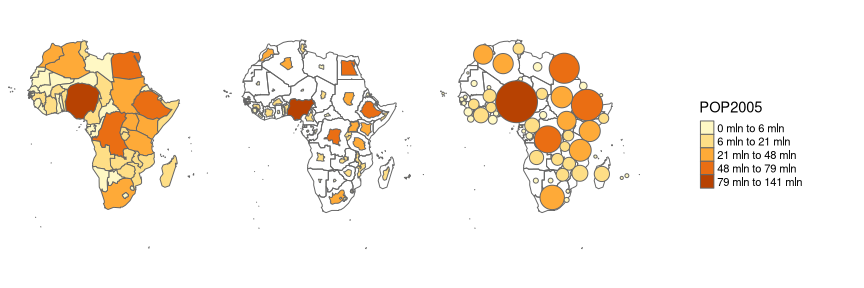 POP2005
0 mln to 6 mln
6 mln to 21 mln
21 mln to 48 mln
48 mln to 79 mln
79 mln to 141 mln